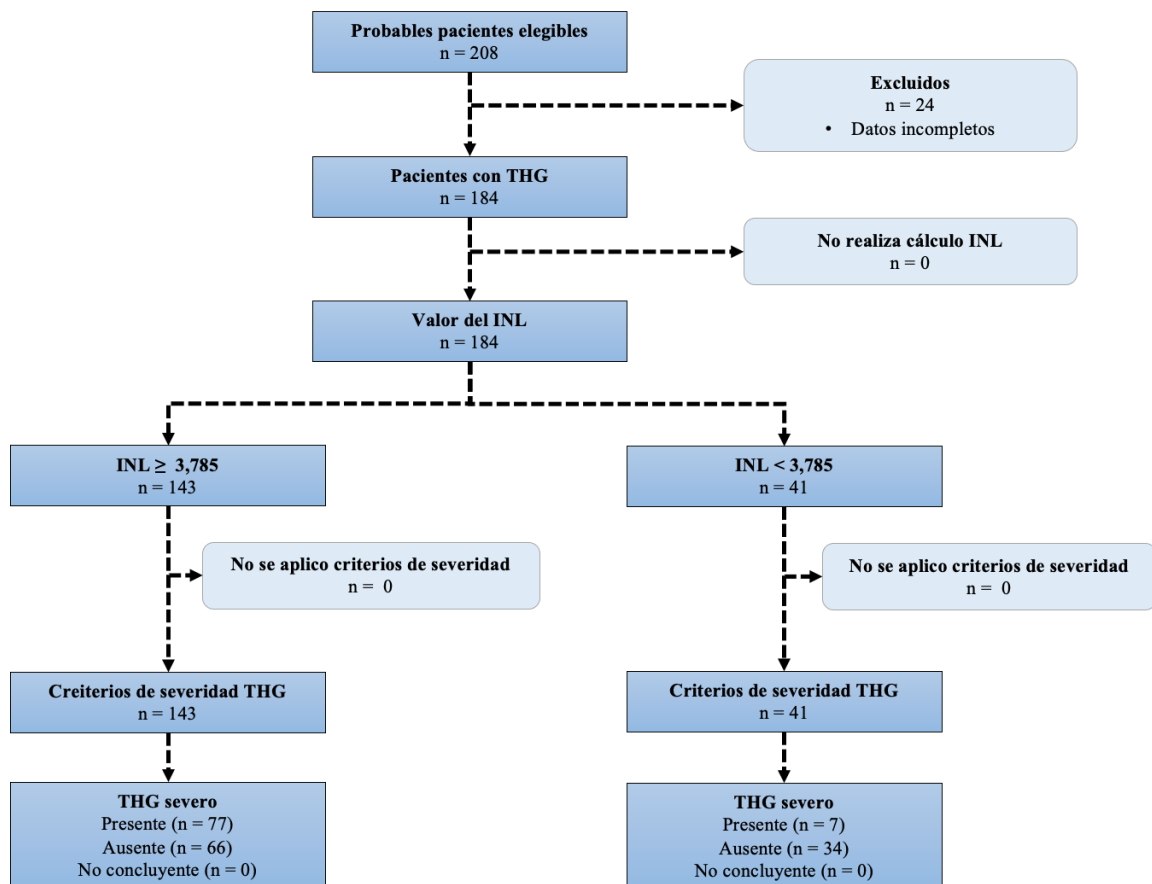 Probables pacientes elegibles
n = 208
Excluidos
n = 24
• Datos incompletos
Pacientes con THG
n = 184
No realiza cálculo INL
n = 0
Valor del INL
n = 184
INL ≥ 3,785
n = 143
INL < 3,785
n = 41
No se aplico criterios de severidad
n = 0
No se aplico criterios de severidad
n = 0
Creiterios de severidad THG
n = 143
Criterios de severidad THG
n = 41
THG severo
Presente (n = 77)
Ausente (n = 66)
No concluyente (n = 0)
THG severo
Presente (n = 7)
Ausente (n = 34)
No concluyente (n = 0)